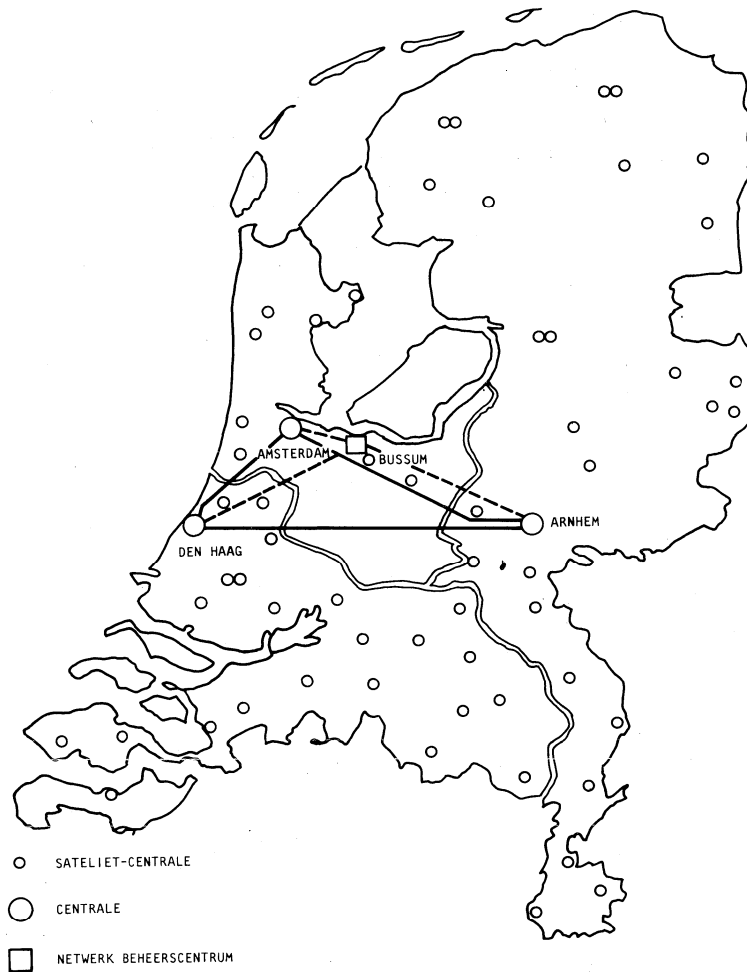 AMSTERDAM
BUSSUM
ARNHEM
DEN HAAG
SATELIET-CENTRALE
CENTRALE
NETWERK BEHEERSCENTRUM